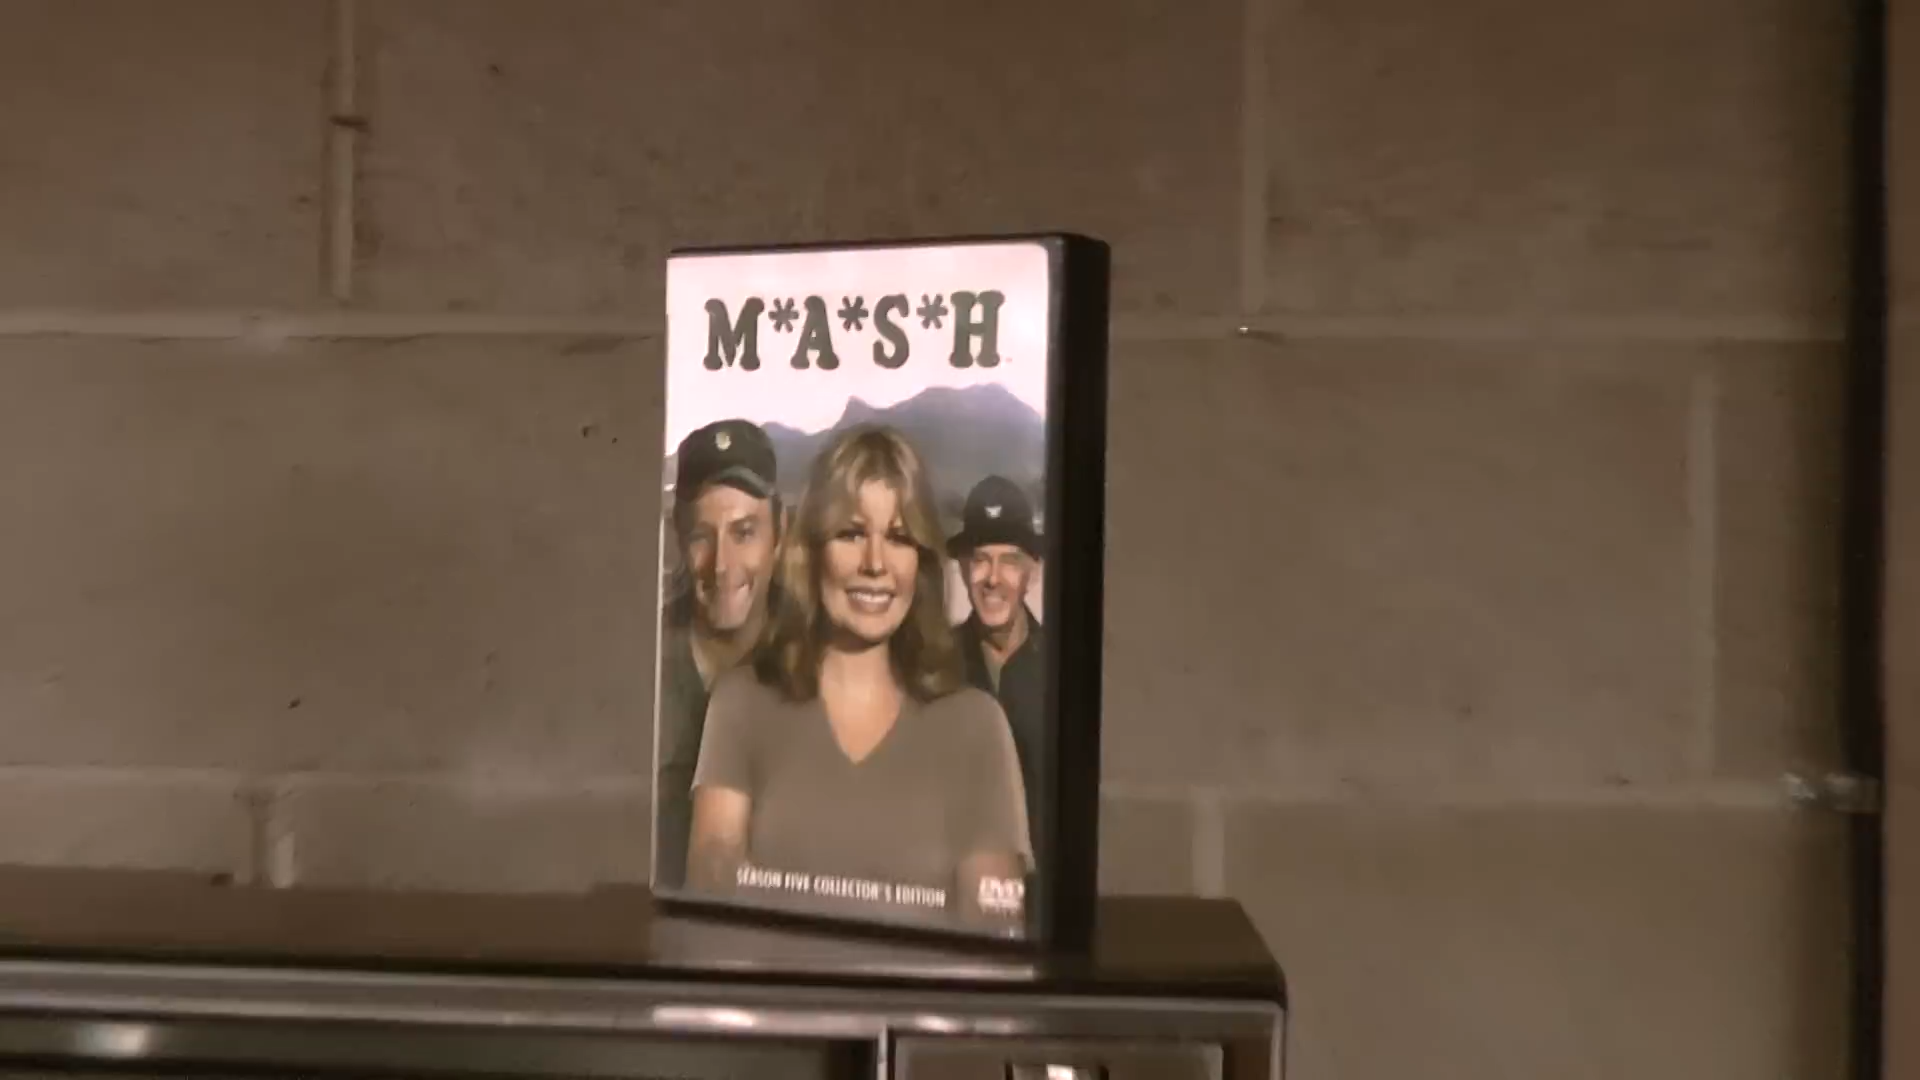 M*A*S*H
SEASON FIVE COLLECTOR'S EDITION
DVD